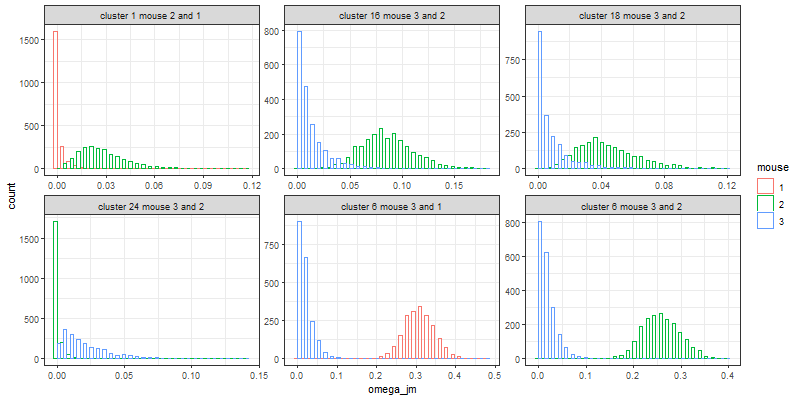 cluster 1 mouse 2 and 1
cluster 16 mouse 3 and 2
cluster 18 mouse 3 and 2
1500
1000
500
0
0.00 0.03 0.06 0.09 0.12
800
600
400
200
0
0.00 0.05 0.10 0.15
750
500
250
0
0.00 0.04 0.08 0.12
cluster 24 mouse 3 and 2
cluster 6 mouse 3 and 1
cluster 6 mouse 3 and 2
1500
1000
500
0
0.00 0.05 0.10 0.15
750
500
250
0
0.0 0.1 0.2 0.3 0.4 0.5
800
600
400
200
0
0.0 0.1 0.2 0.3 0.4
count
omega_jm
mouse
1
2
3